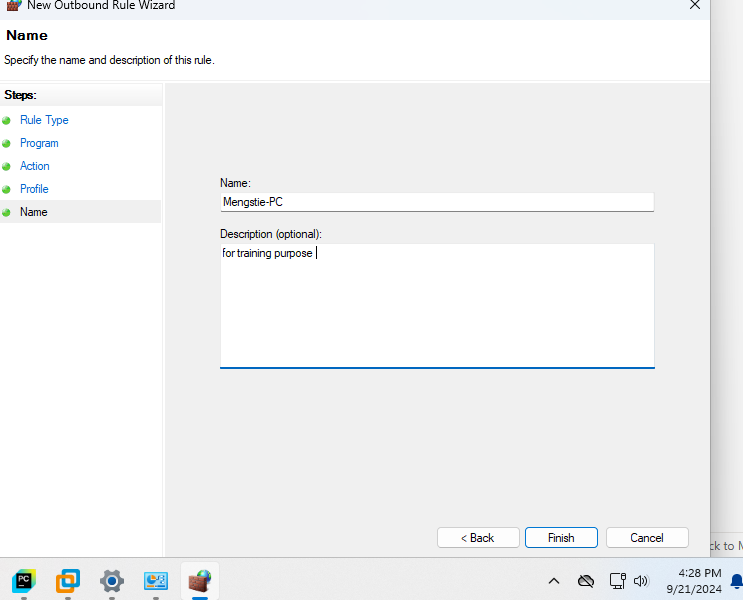 New Outbound Rule Wizard
Name
Specify the name and description of this rule.
Steps:
Rule Type
Program
Action
Profile
Name
Name:
Mengstie-PC
Description (optional):
for training purpose
< Back
Finish
Cancel
ck to M
PC
4:28 PM
9/21/2024